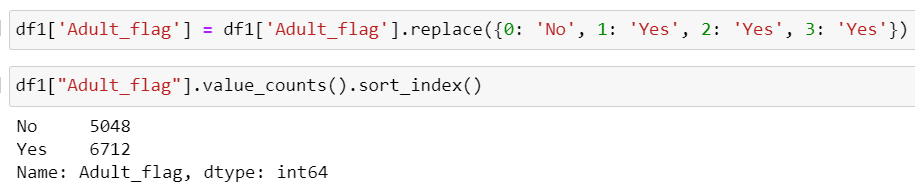 df1['Adult_flag'] = df1['Adult_flag'].replace({0: 'No', 1: 'Yes', 2: 'Yes', 3: 'Yes'})
df1["Adult_flag"].value_counts().sort_index()
No     5048
Yes    6712
Name: Adult_flag, dtype: int64